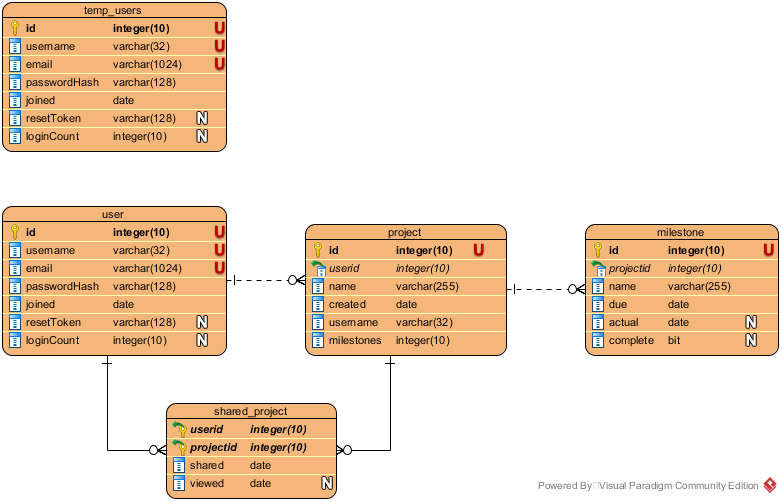 temp_users
id integer(10) U
username varchar(32) U
email varchar(1024) U
passwordHash varchar(128)
joined date
resetToken varchar(128) N
loginCount integer(10) N
user
id integer(10) U
username varchar(32) U
email varchar(1024) U
passwordHash varchar(128)
joined date
resetToken varchar(128) N
loginCount integer(10) N
project
id integer(10) U
userid integer(10)
name varchar(255)
created date
username varchar(32)
milestones integer(10)
milestone
id integer(10) U
projectid integer(10)
name varchar(255)
due date
actual date N
complete bit N
shared_project
userid integer(10)
projectid integer(10)
shared date
viewed date N
Powered By Visual Paradigm Community Edition